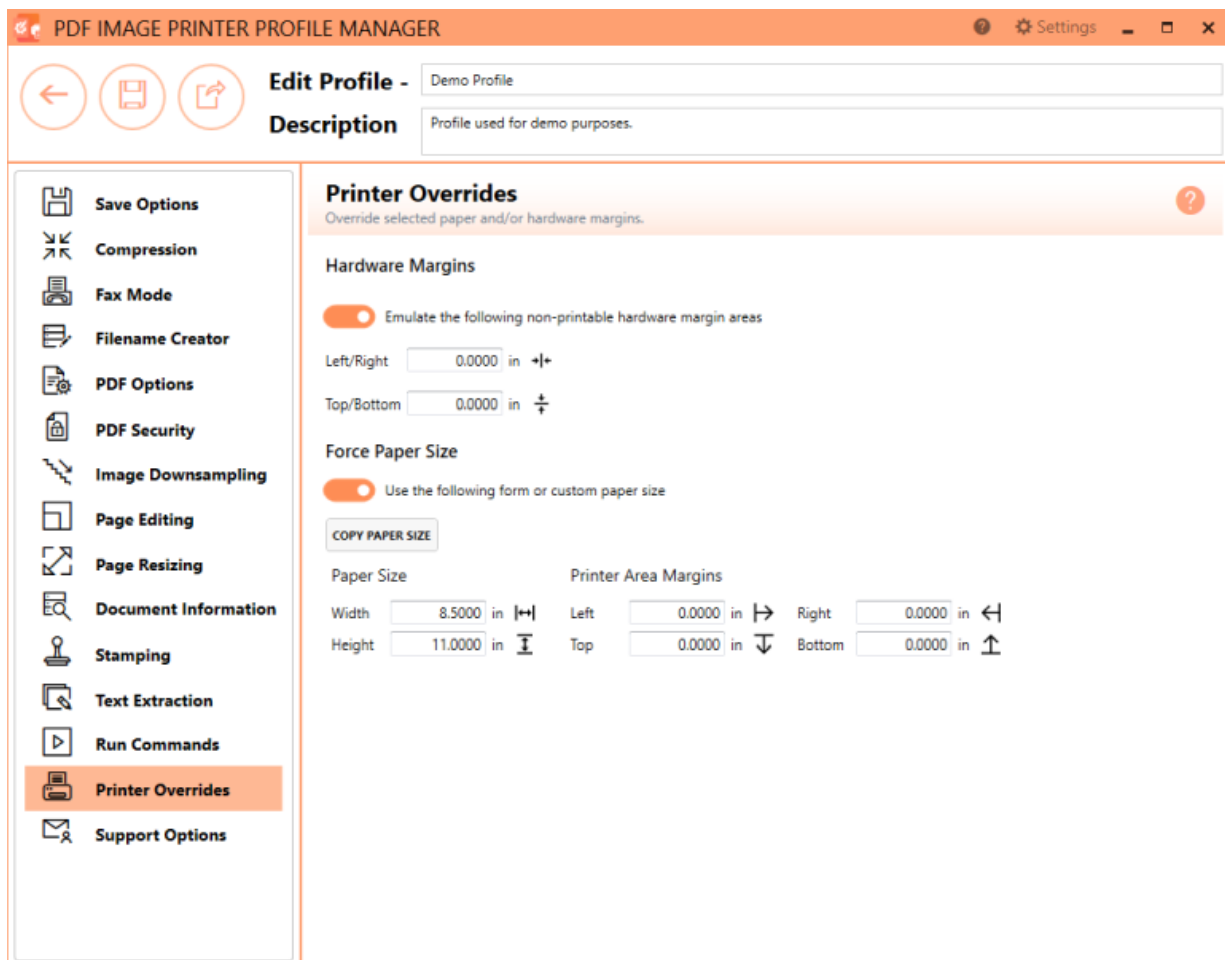 PDF IMAGE PRINTER PROFILE MANAGER
Settings
Edit Profile - Demo Profile
Description Profile used for demo purposes.
Save Options
Compression
Fax Mode
Filename Creator
PDF Options
PDF Security
Image Downsampling
Page Editing
Page Resizing
Document Information
Stamping
Text Extraction
Run Commands
Printer Overrides
Support Options
Printer Overrides
Override selected paper and/or hardware margins.
Hardware Margins
Emulate the following non-printable hardware margin areas
Left/Right 0.0000 in
Top/Bottom 0.0000 in
Force Paper Size
Use the following form or custom paper size
COPY PAPER SIZE
Paper Size Printer Area Margins
Width 8.5000 in Left 0.0000 in Right 0.0000 in
Height 11.0000 in Top 0.0000 in Bottom 0.0000 in